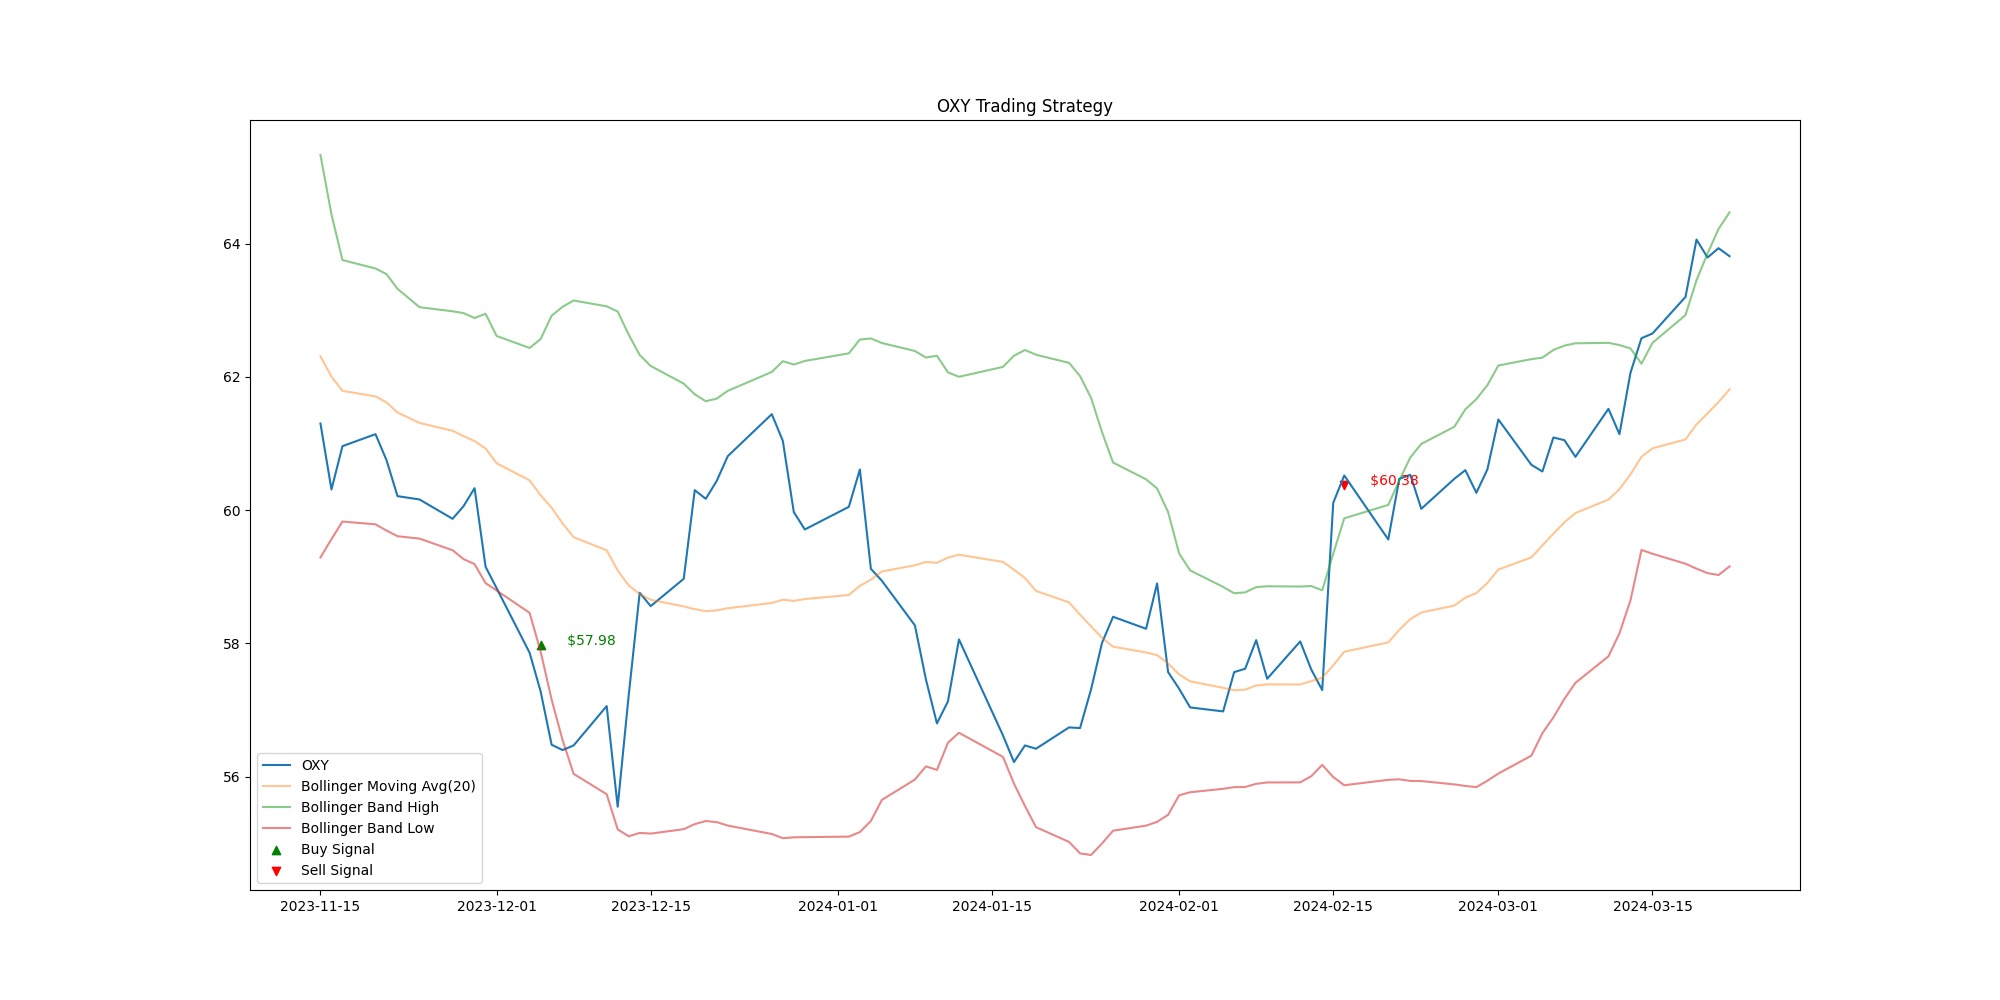 OXY Trading Strategy
64
62
60
58
56
$57.98
$60.38
OXY
Bollinger Moving Avg(20)
Bollinger Band High
Bollinger Band Low
Buy Signal
Sell Signal
2023-11-15
2023-12-01
2023-12-15
2024-01-01
2024-01-15
2024-02-01
2024-02-15
2024-03-01
2024-03-15